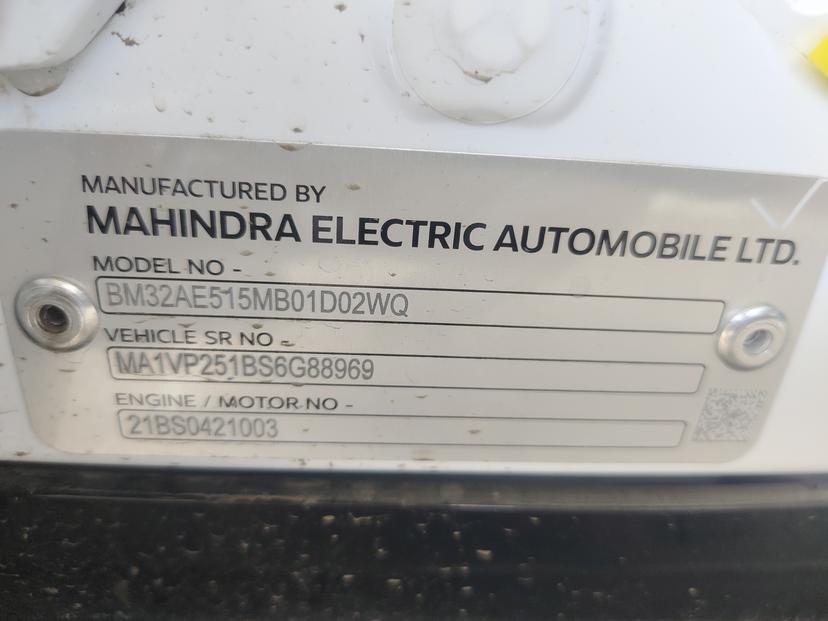 MANUFACTURED BY
MAHINDRA ELECTRIC AUTOMOBILE LTD.
MODEL NO -
BM32AE515MB01D02WQ
VEHICLE SR NO -
MA1VP251BS6G88969
ENGINE / MOTOR NO -
21BS0421003